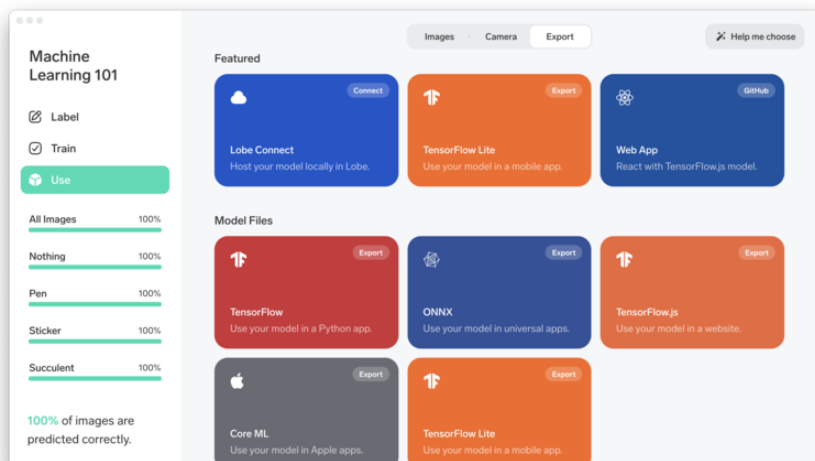 Machine
Learning 101
Label
Train
Use
All Images 100%
Nothing 100%
Pen 100%
Sticker 100%
Succulent 100%
100% of images are
predicted correctly.
Images Camera Export
Help me choose
Featured
Connect
Lobe Connect
Host your model locally in Lobe.
Export
TensorFlow Lite
Use your model in a mobile app.
GitHub
Web App
React with TensorFlow.js model.
Model Files
Export
TensorFlow
Use your model in a Python app.
Export
ONNX
Use your model in universal apps.
Export
TensorFlow.js
Use your model in a website.
Export
Core ML
Use your model in Apple apps.
Export
TensorFlow Lite
Use your model in a mobile app.